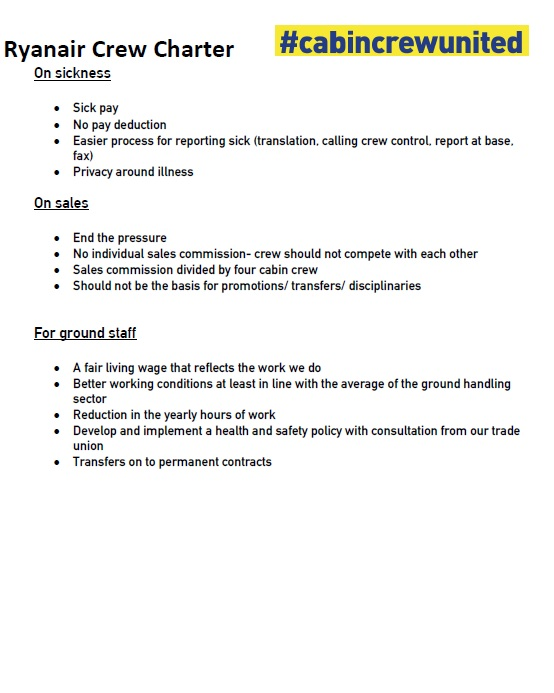 Ryanair Crew Charter
#cabincrewunited
On sickness
• Sick pay
• No pay deduction
• Easier process for reporting sick (translation, calling crew control, report at base,
fax)
• Privacy around illness
On sales
• End the pressure
• No individual sales commission- crew should not compete with each other
• Sales commission divided by four cabin crew
• Should not be the basis for promotions/ transfers/ disciplinaries
For ground staff
• A fair living wage that reflects the work we do
• Better working conditions at least in line with the average of the ground handling
sector
• Reduction in the yearly hours of work
• Develop and implement a health and safety policy with consultation from our trade
union
• Transfers on to permanent contracts